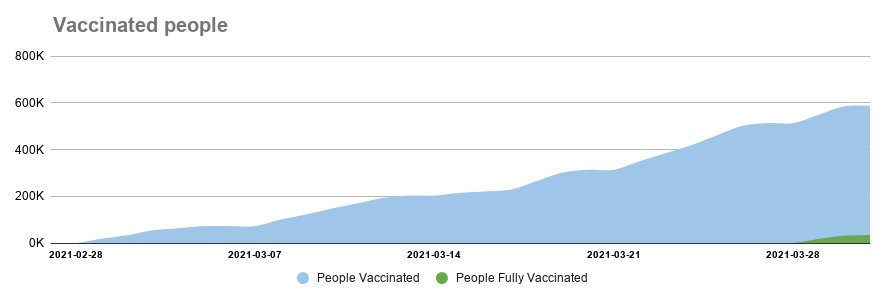 Vaccinated people
800K
600K
400K
200K
0K
2021-02-28 2021-03-07 2021-03-14 2021-03-21 2021-03-28
People Vaccinated People Fully Vaccinated